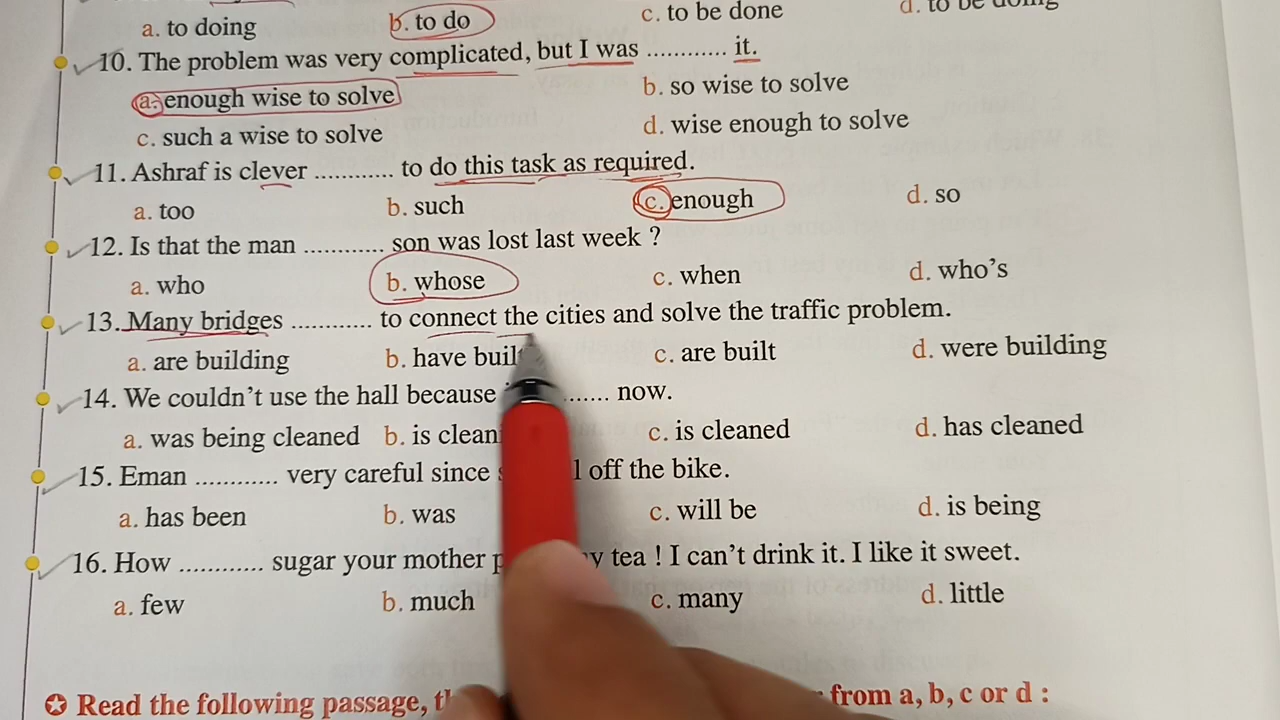 a. to doing b. to do c. to be done d. to be doing
10. The problem was very complicated, but I was ............ it.
a. enough wise to solve b. so wise to solve
c. such a wise to solve d. wise enough to solve
11. Ashraf is clever ............ to do this task as required.
a. too b. such c. enough d. so
12. Is that the man ............ son was lost last week ?
a. who b. whose c. when d. who's
13. Many bridges ............ to connect the cities and solve the traffic problem.
a. are building b. have built c. are built d. were building
14. We couldn't use the hall because ...... now.
a. was being cleaned b. is c. is cleaned d. has cleaned
15. Eman ............ very careful since off the bike.
a. has been b. was c. will be d. is being
16. How ............ sugar your mother tea ! I can't drink it. I like it sweet.
a. few b. much c. many d. little
Read the following passage, from a, b, c or d :